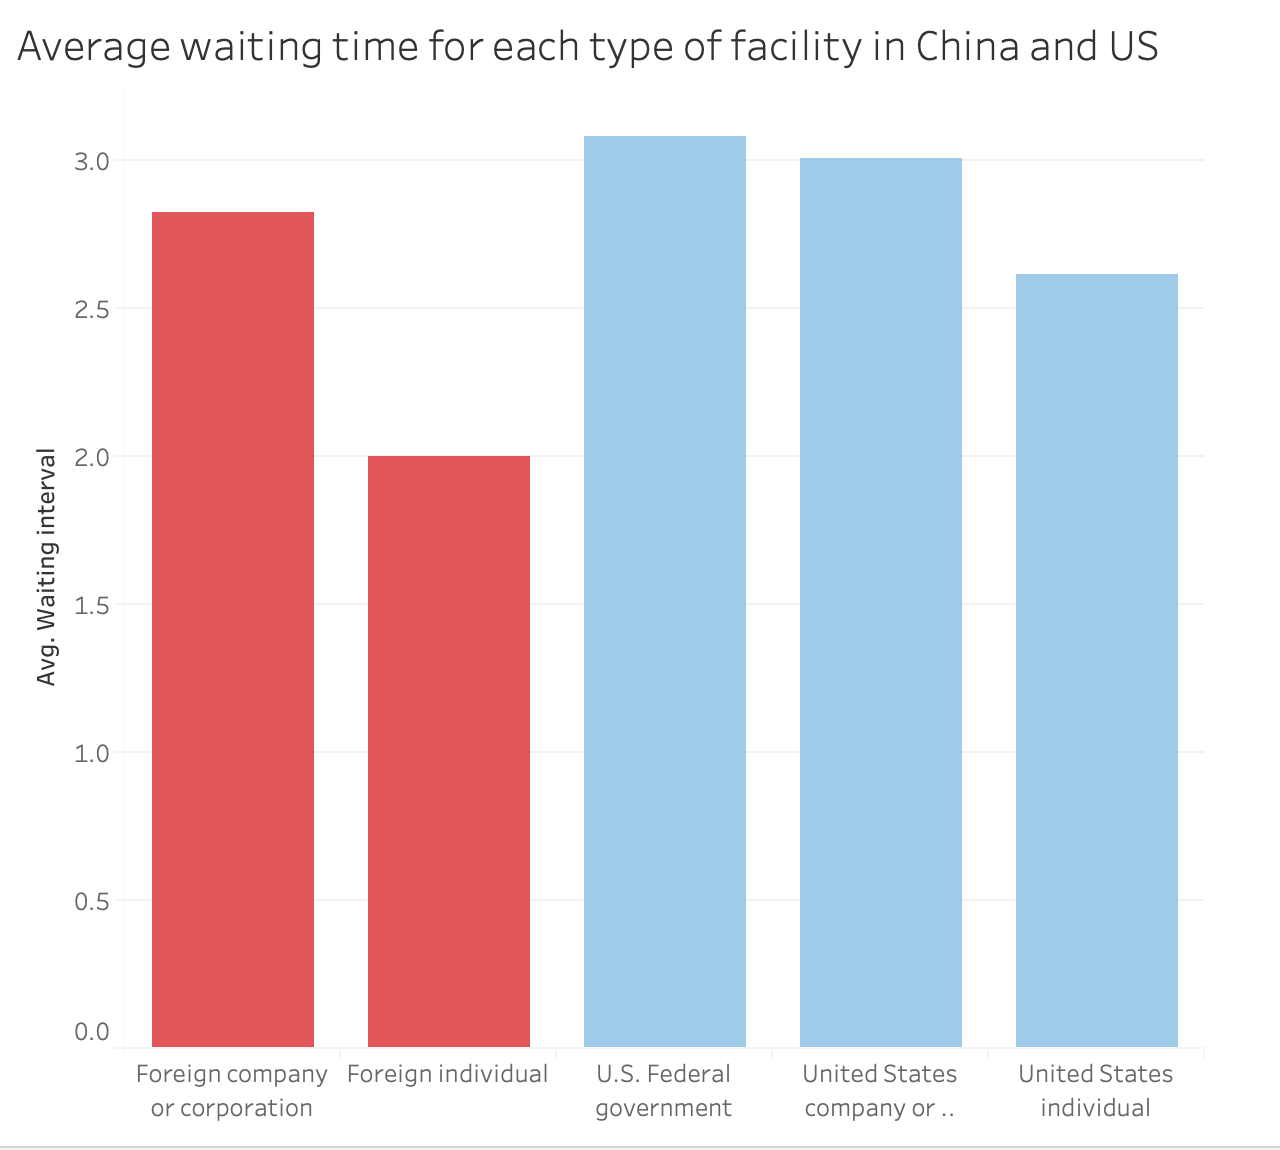 Average waiting time for each type of facility in China and US
3.0
2.5
2.0
1.5
1.0
0.5
0.0
Avg. Waiting interval
Foreign company
or corporation
Foreign individual
U.S. Federal
government
United States
company or ..
United States
individual